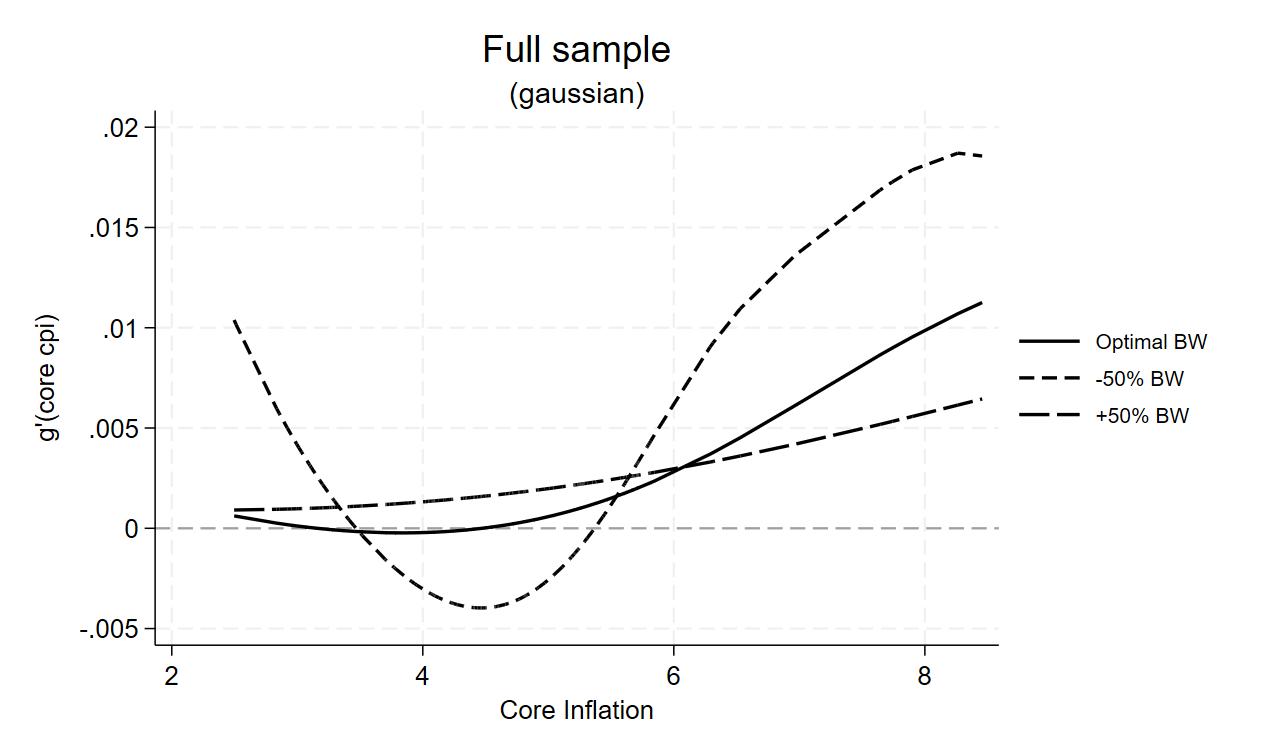 Full sample
(gaussian)
g'(core cpi)
.02
.015
.01
.005
0
-.005
2 4 6 8
Core Inflation
Optimal BW
-50% BW
+50% BW